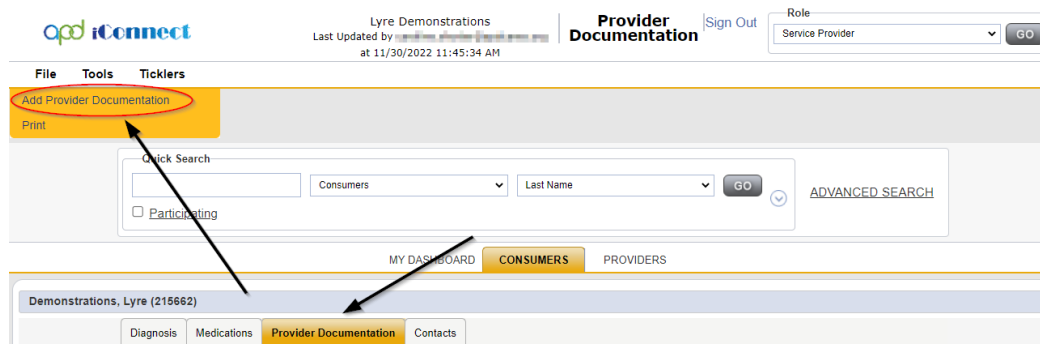 apd iConnect
Lyre Demonstrations
Last Updated by
at 11/30/2022 11:45:34 AM
Provider
Documentation
Sign Out
Role
Service Provider
GO
File Tools Ticklers
Add Provider Documentation
Print
Quick Search
Consumers
Last Name
GO
ADVANCED SEARCH
Participating
MY DASHBOARD CONSUMERS PROVIDERS
Demonstrations, Lyre (215662)
Diagnosis Medications Provider Documentation Contacts